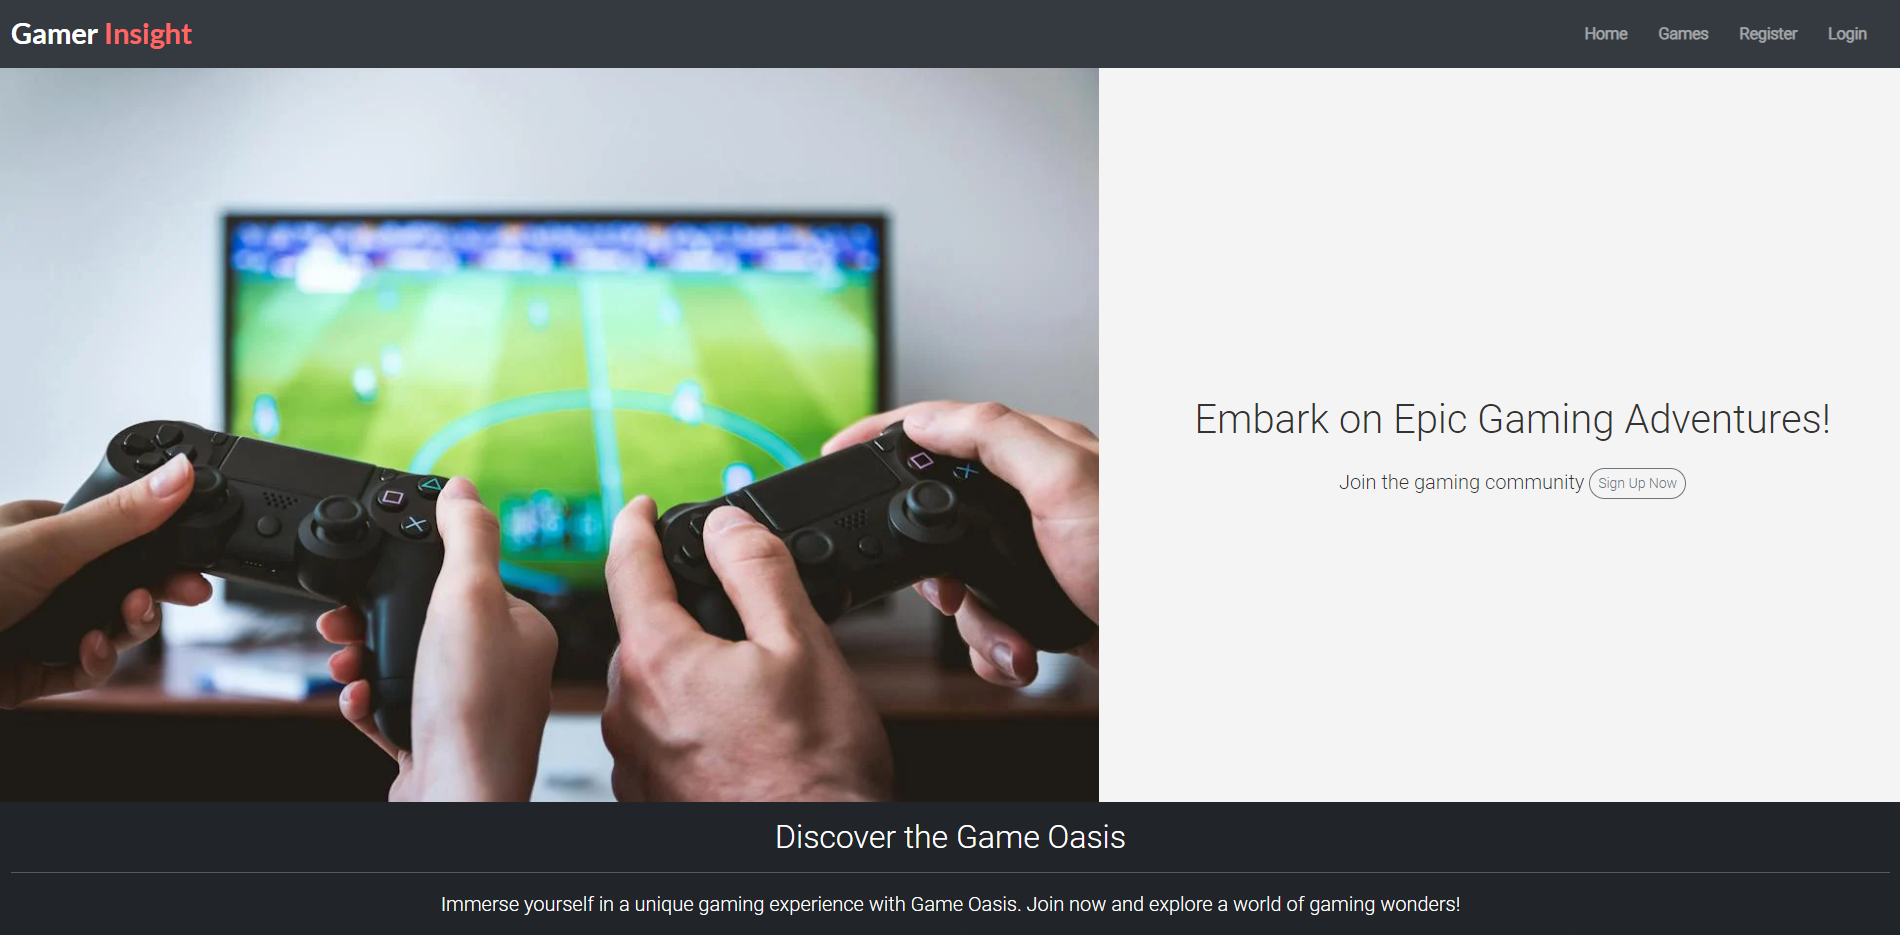 Gamer Insight
Home Games Register Login
Embark on Epic Gaming Adventures!
Join the gaming community Sign Up Now
Discover the Game Oasis
Immerse yourself in a unique gaming experience with Game Oasis. Join now and explore a world of gaming wonders!